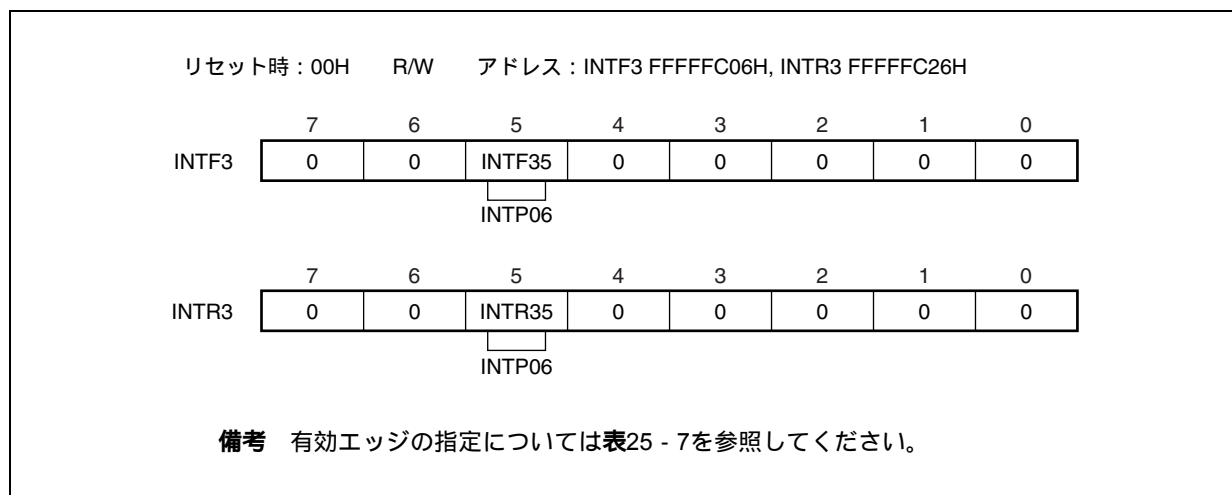 リセット時:00H R/W アドレス:INTF3 FFFFFC06H, INTR3 FFFFFC26H
7 6 5 4 3 2 1 0
INTF3 0 0 INTF35 0 0 0 0 0
INTP06
7 6 5 4 3 2 1 0
INTR3 0 0 INTR35 0 0 0 0 0
INTP06
備考 有効エッジの指定については表25 - 7を参照してください。